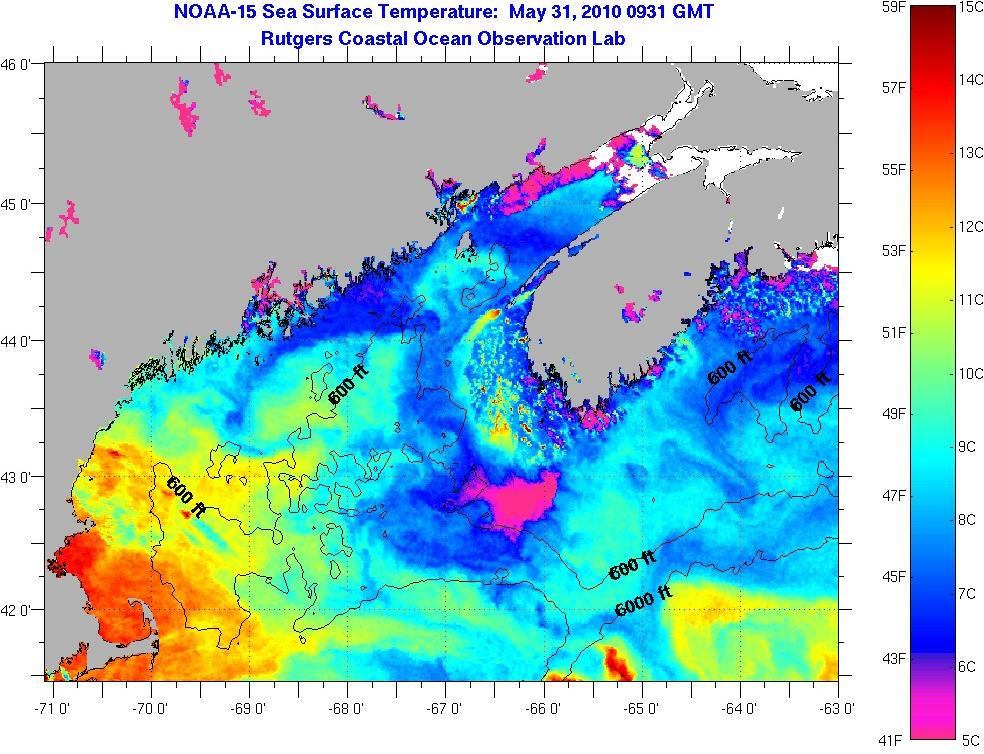 NOAA-15 Sea Surface Temperature: May 31, 2010 0931 GMT
Rutgers Coastal Ocean Observation Lab
59F 15C
57F 14C
55F 13C
53F 12C
51F 11C
49F 10C
47F 9C
45F 8C
43F 7C
41F 6C
5C
46 0'
45 0'
44 0'
43 0'
42 0'
600 ft
600 ft
600 ft
600 ft
600 ft
6000 ft
-71 0' -70 0' -69 0' -68 0' -67 0' -66 0' -65 0' -64 0' -63 0'